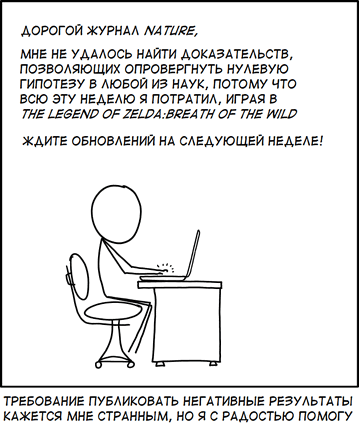 ДОРОГОЙ ЖУРНАЛ NATURE,
МНЕ НЕ УДАЛОСЬ НАЙТИ ДОКАЗАТЕЛЬСТВ,
ПОЗВОЛЯЮЩИХ ОПРОВЕРГНУТЬ НУЛЕВУЮ
ГИПОТЕЗУ В ЛЮБОЙ ИЗ НАУК, ПОТОМУ ЧТО
ВСЮ ЭТУ НЕДЕЛЮ Я ПОТРАТИЛ, ИГРАЯ В
THE LEGEND OF ZELDA:BREATH OF THE WILD
ЖДИТЕ ОБНОВЛЕНИЙ НА СЛЕДУЮЩЕЙ НЕДЕЛЕ!
ТРЕБОВАНИЕ ПУБЛИКОВАТЬ НЕГАТИВНЫЕ РЕЗУЛЬТАТЫ
КАЖЕТСЯ МНЕ СТРАННЫМ, НО Я С РАДОСТЬЮ ПОМОГУ